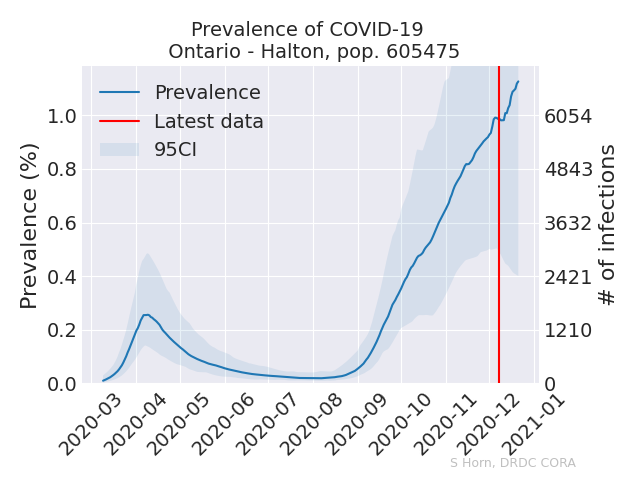 Prevalence of COVID-19
Ontario - Halton, pop. 605475
Prevalence
Latest data
95CI
Prevalence (%)
1.0
0.8
0.6
0.4
0.2
0.0
6054
4843
3632
2421
1210
0
# of infections
2020-03
2020-04
2020-05
2020-06
2020-07
2020-08
2020-09
2020-10
2020-11
2020-12
2021-01
S Horn, DRDC CORA